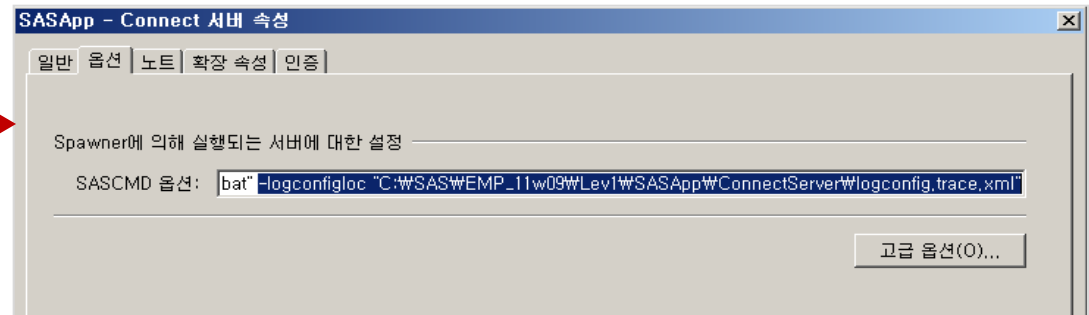 SASApp - Connect 서버 속성
일반 옵션 노트 확장 속성 인증
Spawner에 의해 실행되는 서버에 대한 설정
SASCMD 옵션: bat" -logconfigloc "C:₩SAS₩EMP_11w09₩Lev1₩SASApp₩ConnectServer₩logconfig.trace.xml"
고급 옵션(O)...